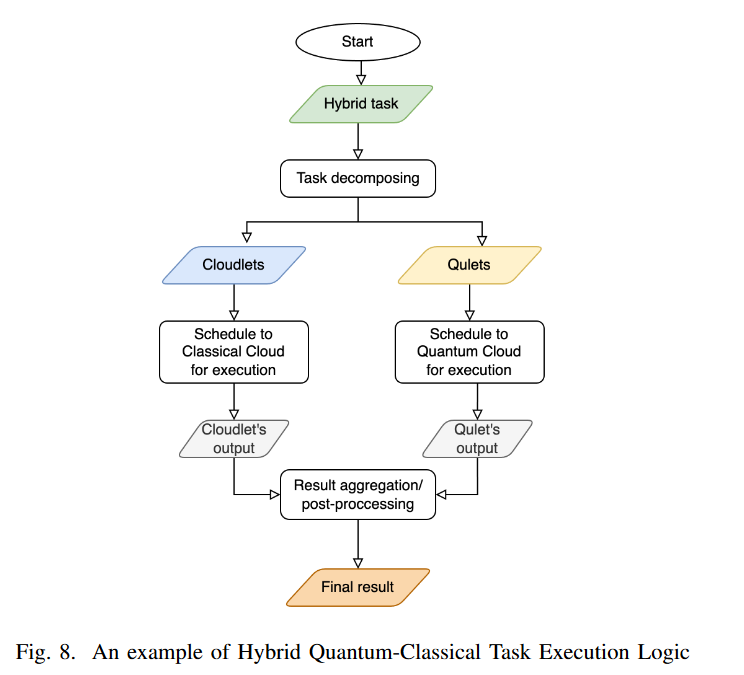 Start
Hybrid task
Task decomposing
Cloudlets
Qulets
Schedule to
Classical Cloud
for execution
Schedule to
Quantum Cloud
for execution
Cloudlet's
output
Qulet's
output
Result aggregation/
post-proccessing
Final result
Fig. 8. An example of Hybrid Quantum-Classical Task Execution Logic